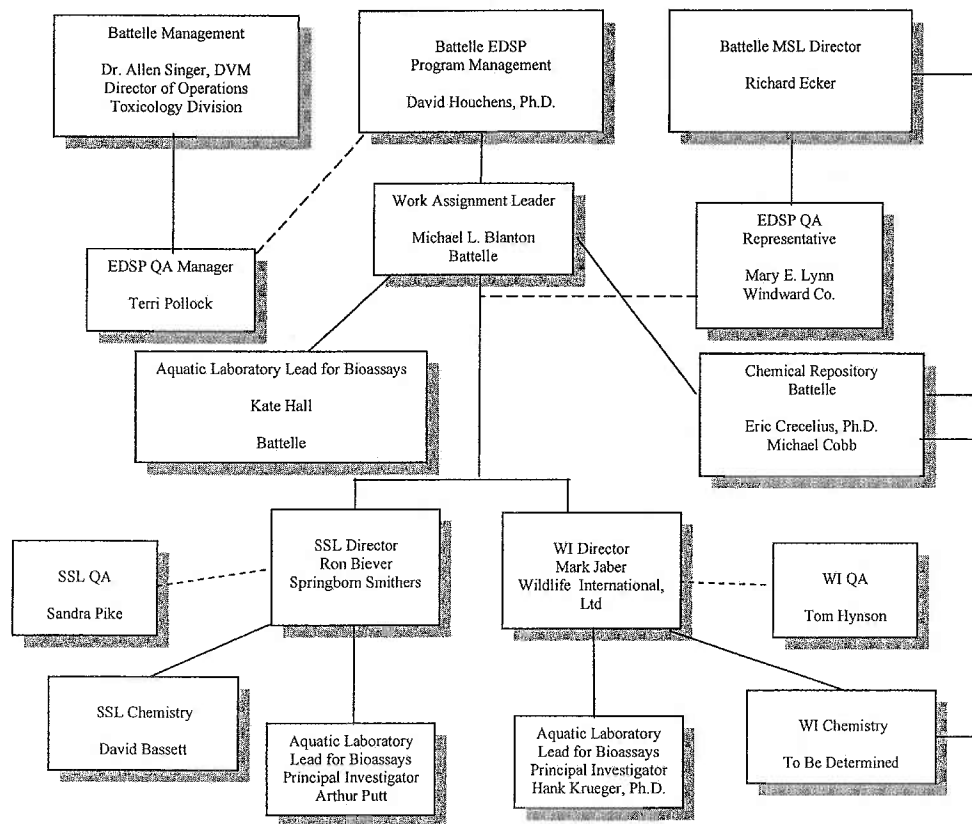 Battelle Management
Dr. Allen Singer, DVM
Director of Operations
Toxicology Division
Battelle EDSP
Program Management
David Houchens, Ph.D.
Battelle MSL Director
Richard Ecker
Work Assignment Leader
Michael L. Blanton
Battelle
EDSP QA
Representative
Mary E. Lynn
Windward Co.
EDSP QA Manager
Terri Pollock
Aquatic Laboratory Lead for Bioassays
Kate Hall
Battelle
Chemical Repository
Battelle
Eric Crecelius, Ph.D.
Michael Cobb
SSL QA
Sandra Pike
SSL Director
Ron Biever
Springborn Smithers
WI Director
Mark Jaber
Wildlife International,
Ltd
WI QA
Tom Hynson
SSL Chemistry
David Bassett
Aquatic Laboratory
Lead for Bioassays
Principal Investigator
Arthur Putt
Aquatic Laboratory
Lead for Bioassays
Principal Investigator
Hank Krueger, Ph.D.
WI Chemistry
To Be Determined